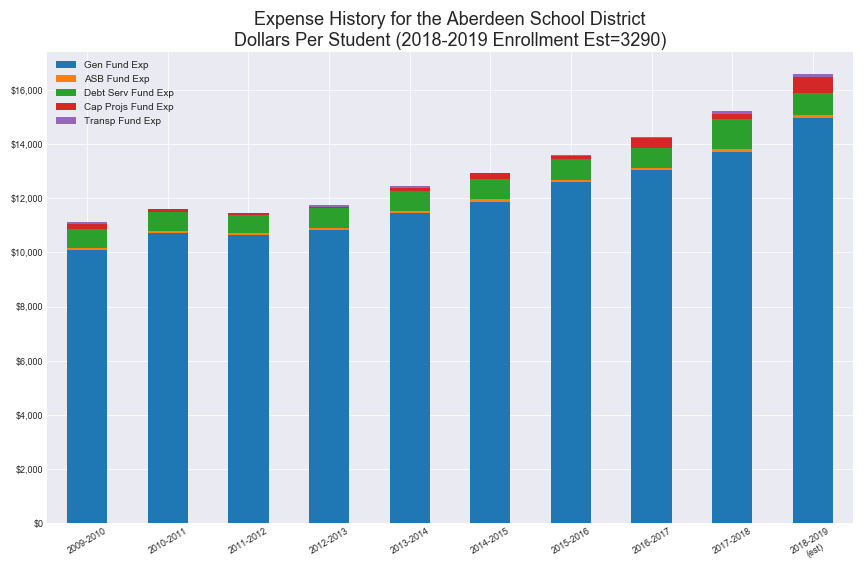 Expense History for the Aberdeen School District
Dollars Per Student (2018-2019 Enrollment Est=3290)
Gen Fund Exp
ASB Fund Exp
Debt Serv Fund Exp
Cap Projs Fund Exp
Transp Fund Exp
$16,000
$14,000
$12,000
$10,000
$8,000
$6,000
$4,000
$2,000
$0
2009-2010
2010-2011
2011-2012
2012-2013
2013-2014
2014-2015
2015-2016
2016-2017
2017-2018
2018-2019
(est)